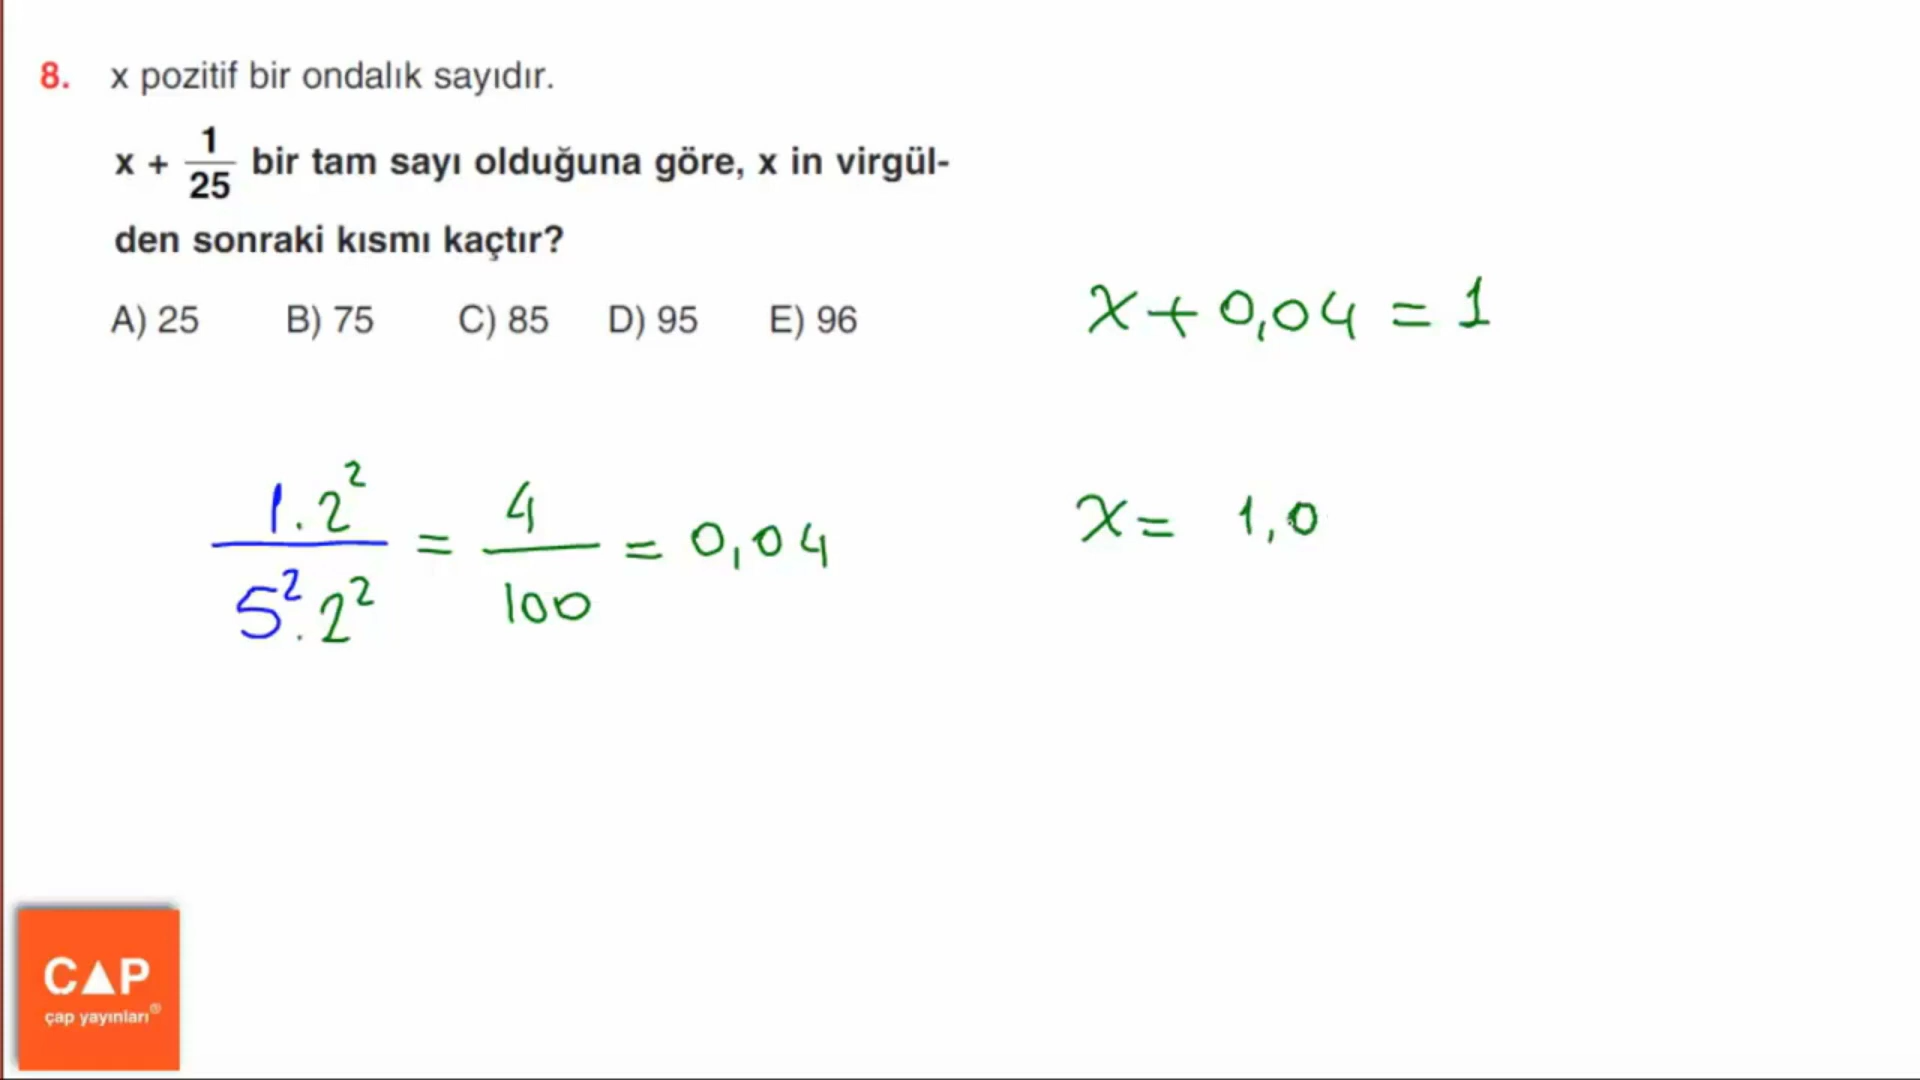 8. x pozitif bir ondalık sayıdır.
x + 1/25 bir tam sayı olduğuna göre, x in virgül-
den sonraki kısmı kaçtır?
A) 25 B) 75 C) 85 D) 95 E) 96
x + 0,04 = 1
1.2² / 5².2² = 4/100 = 0,04
x = 1,0
CAP
çap yayınları®